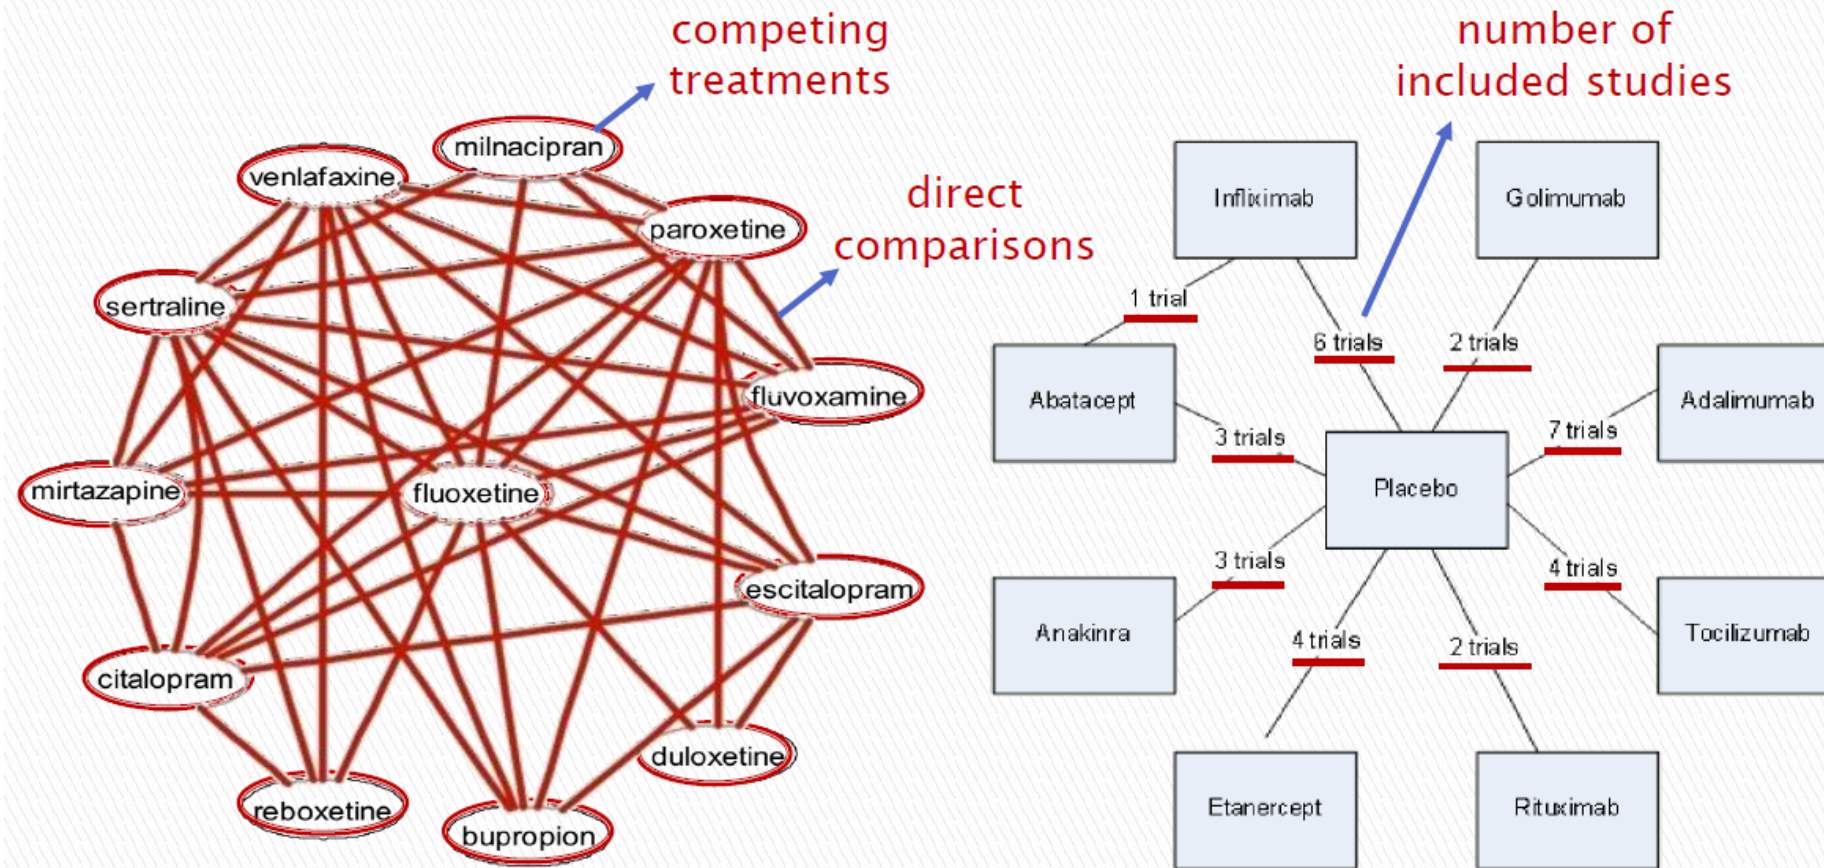 competing
treatments
number of
included studies
milnacipran
venlafaxine
direct
comparisons
paroxetine
sertraline
fluvoxamine
mirtazapine
fluoxetine
escitalopram
citalopram
duloxetine
reboxetine
bupropion
Infliximab
Golimumab
1 trial
6 trials
2 trials
Abatacept
Adalimumab
3 trials
7 trials
Placebo
3 trials
4 trials
Anakinra
Tocilizumab
4 trials
2 trials
Etanercept
Rituximab